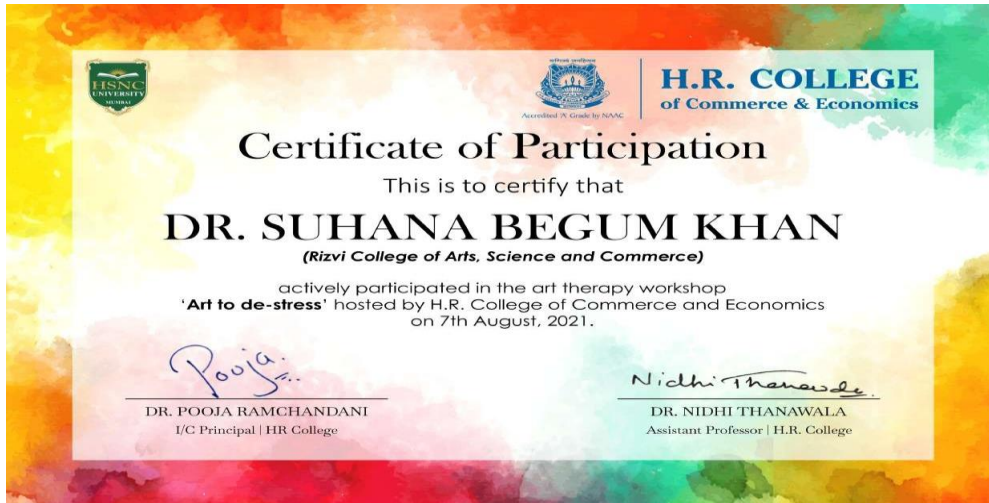 HSNC
UNIVERSITY
MUMBAI
Accredited 'A' Grade by NAAC
H.R. COLLEGE
of Commerce & Economics
Certificate of Participation
This is to certify that
DR. SUHANA BEGUM KHAN
(Rizvi College of Arts, Science and Commerce)
actively participated in the art therapy workshop
'Art to de-stress' hosted by H.R. College of Commerce and Economics
on 7th August, 2021.
Pooja.
Nidhi Thanawala
DR. POOJA RAMCHANDANI
DR. NIDHI THANAWALA
I/C Principal | HR College
Assistant Professor | H.R. College